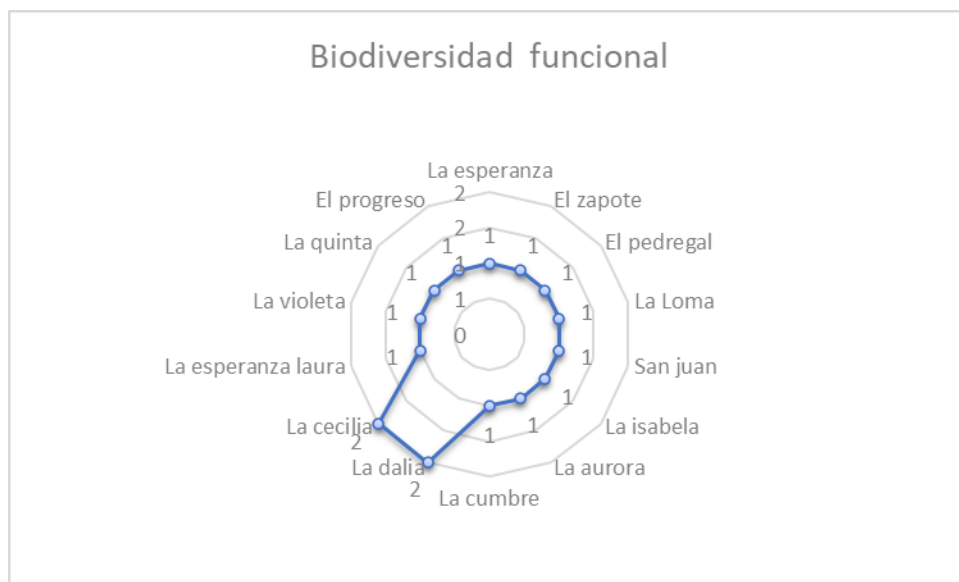 Biodiversidad funcional
La esperanza
El progreso 2 El zapote
La quinta 1 2 1 1 El pedregal
1 1 1
La violeta 1 1 1 La Loma
0
La esperanza laura 1 1 San juan
La cecilia 1 La isabela
2 1 1
La dalia La aurora
2 La cumbre